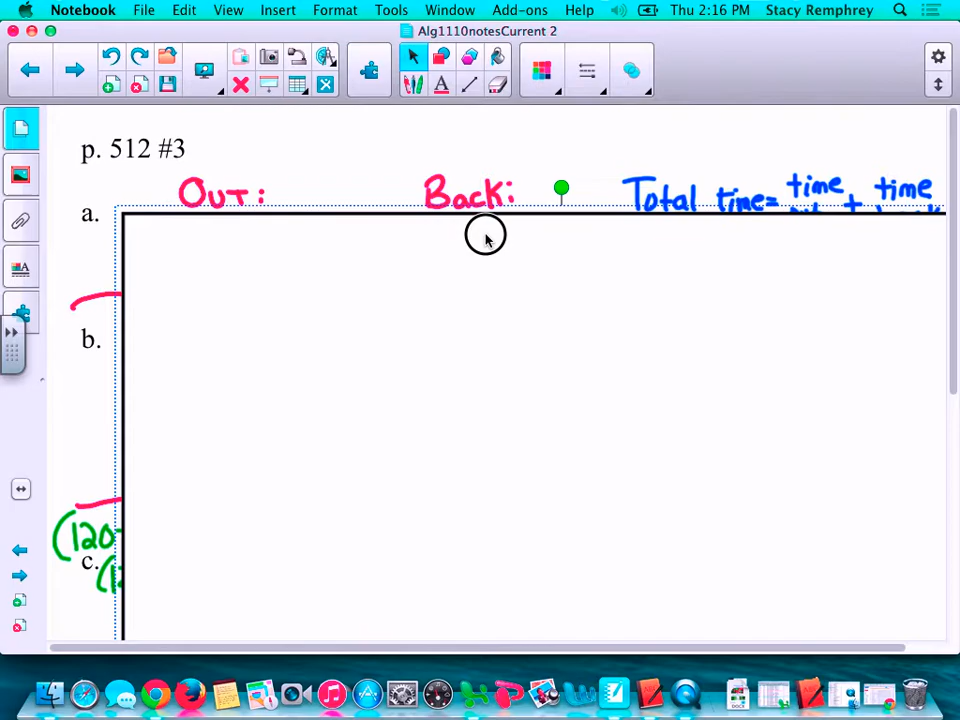 Notebook File Edit View Insert Format Tools Window Add-ons Help Thu 2:16 PM Stacy Remphrey
Alg1110notesCurrent 2
p. 512 #3
Out: Back: Total time= time + time
a.
b.
(120-
c.